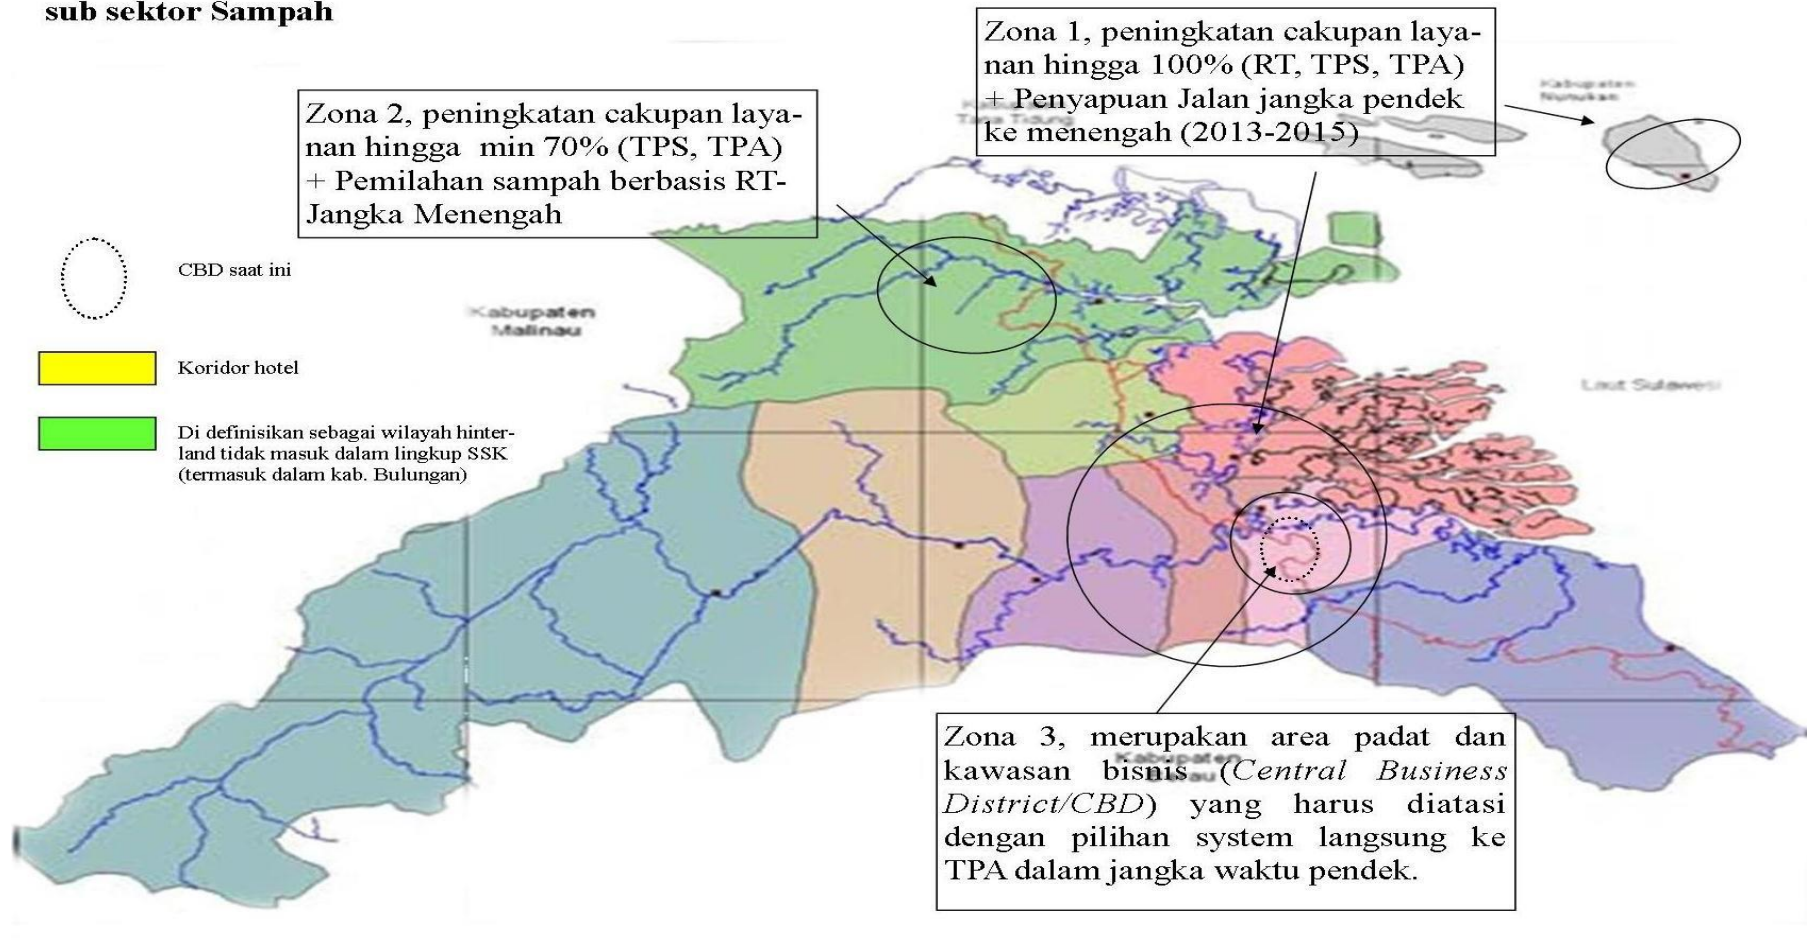 sub sektor Sampah
Zona 1, peningkatan cakupan laya-
nan hingga 100% (RT, TPS, TPA)
+ Penyapuan Jalan jangka pendek
ke menengah (2013-2015)
Kabupaten
Nunukan
Tana Tidung
Zona 2, peningkatan cakupan laya-
nan hingga min 70% (TPS, TPA)
+ Pemilahan sampah berbasis RT-
Jangka Menengah
CBD saat ini
Kabupaten
Malinau
Koridor hotel
Laut Sulawesi
Di definisikan sebagai wilayah hinter-
land tidak masuk dalam lingkup SSK
(termasuk dalam kab. Bulungan)
Zona 3, merupakan area padat dan
kawasan bisnis (Central Business
District/CBD) yang harus diatasi
dengan pilihan system langsung ke
TPA dalam jangka waktu pendek.
Kabupaten